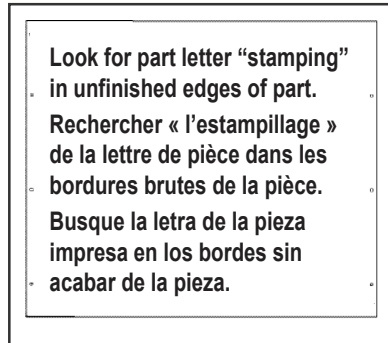 Look for part letter “stamping”
in unfinished edges of part.
Rechercher « l’estampillage »
de la lettre de pièce dans les
bordures brutes de la pièce.
Busque la letra de la pieza
impresa en los bordes sin
acabar de la pieza.